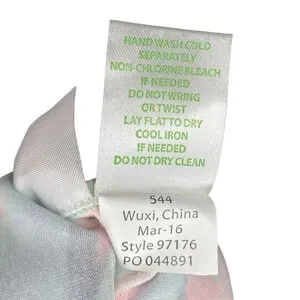 HAND WASH COLD
SEPARATELY
NON-CHLORINE BLEACH
IF NEEDED
DO NOT WRING
OR TWIST
LAY FLAT TO DRY
COOL IRON
IF NEEDED
DO NOT DRY CLEAN
544
Wuxi, China
Mar-16
Style 97176
PO 044891